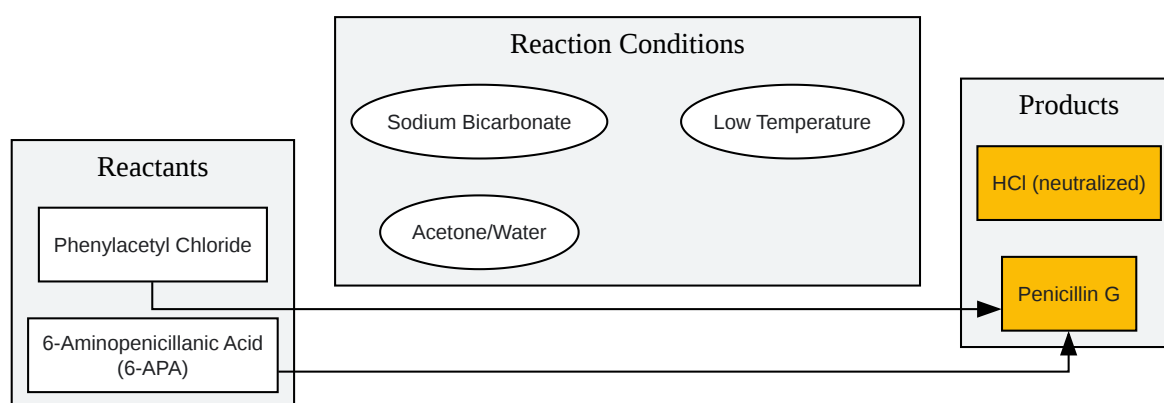 Reaction Conditions
Sodium Bicarbonate
Low Temperature
Acetone/Water
Reactants
Phenylacetyl Chloride
6-Aminopenicillanic Acid
(6-APA)
Products
HCl (neutralized)
Penicillin G